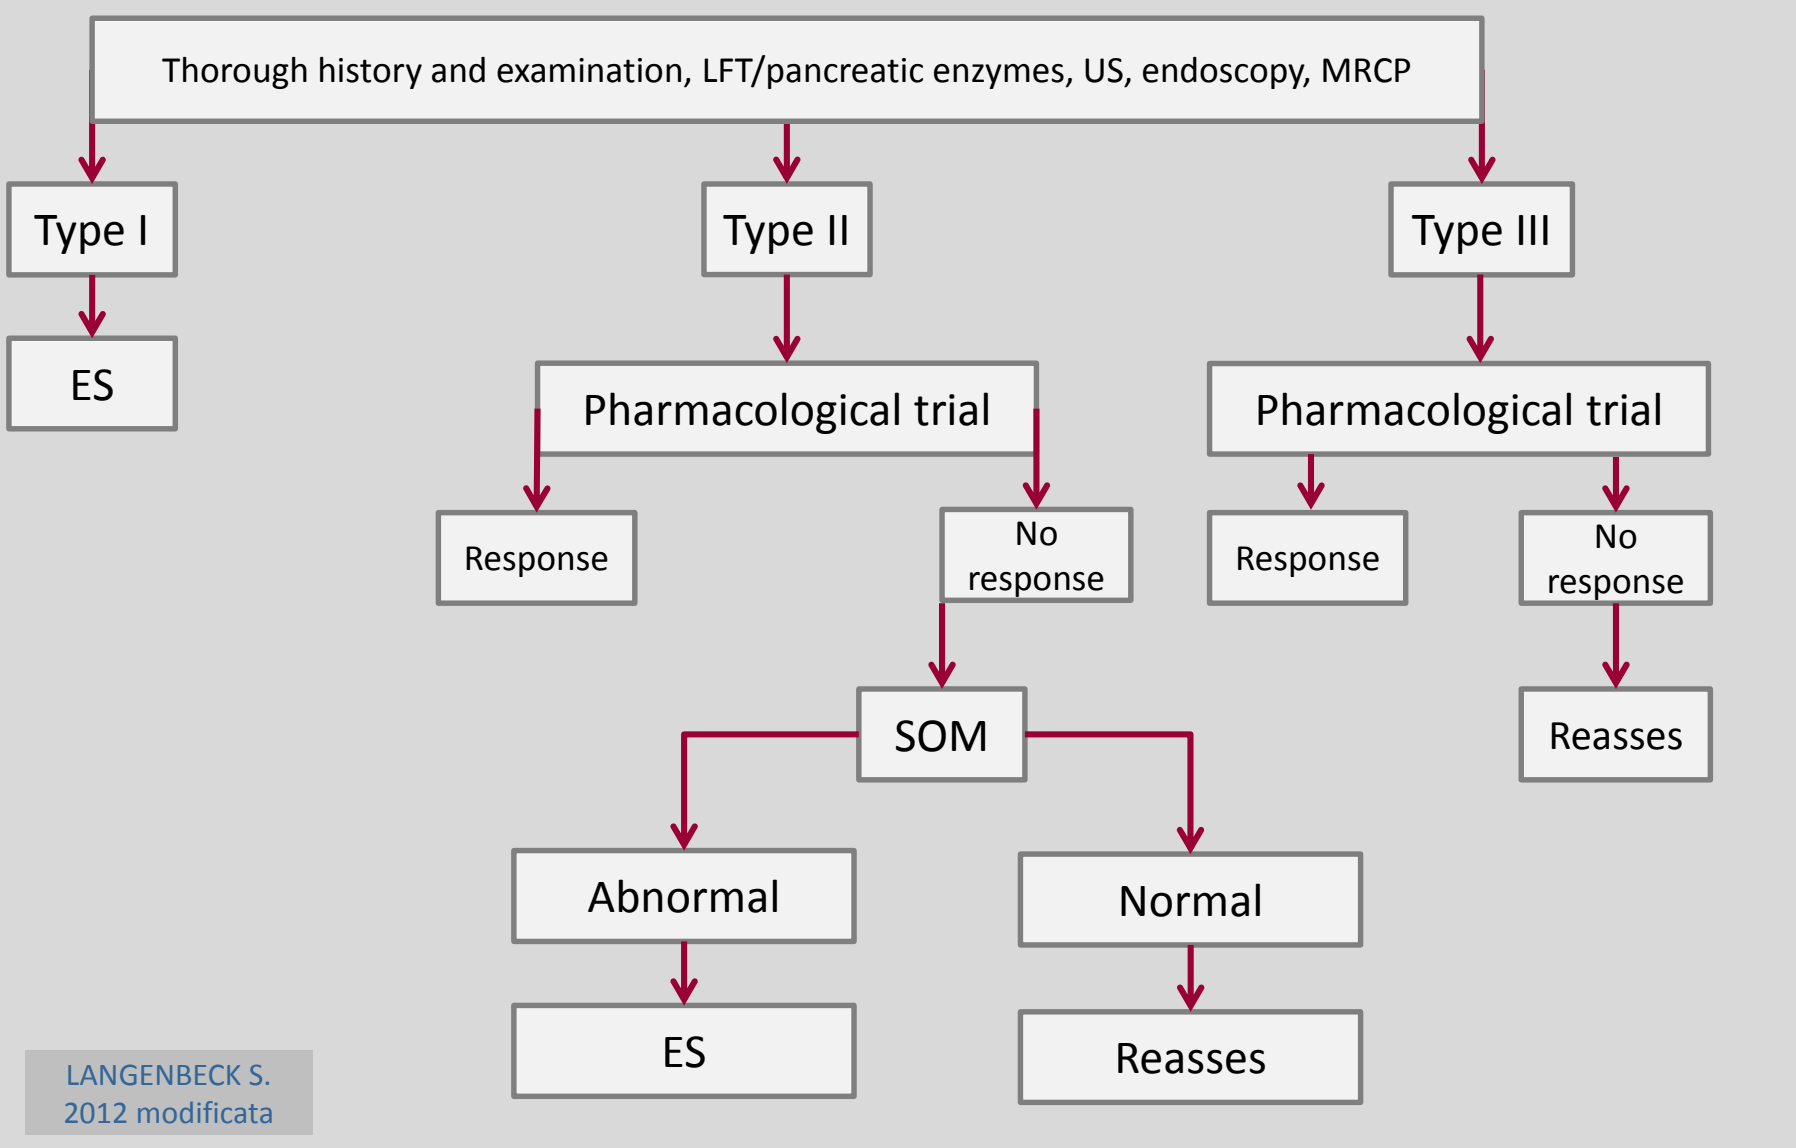 Thorough history and examination, LFT/pancreatic enzymes, US, endoscopy, MRCP
Type I
Type II
Type III
ES
Pharmacological trial
Pharmacological trial
Response
No
response
Response
No
response
SOM
Reasses
Abnormal
Normal
ES
Reasses
LANGENBECK S.
2012 modificata